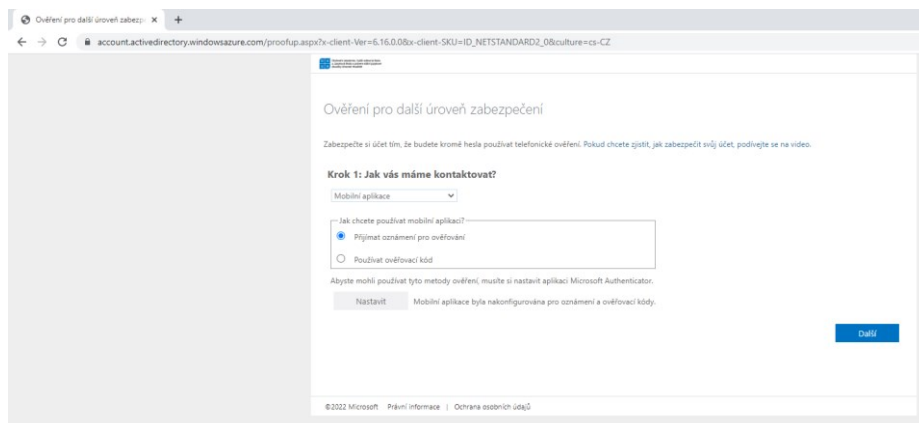 Ověření pro další úroveň zabezp
account.activedirectory.windowsazure.com/proofup.aspx?x-client-Ver=6.16.0.0&x-client-SKU=ID_NETSTANDARD2_0&culture=cs-CZ
Ověření pro další úroveň zabezpečení
Zabezpečte si účet tím, že budete kromě hesla používat telefonické ověření. Pokud chcete zjistit, jak zabezpečit svůj účet, podívejte se na video.
Krok 1: Jak vás máme kontaktovat?
Mobilní aplikace
Jak chcete používat mobilní aplikaci?
Přijímat oznámení pro ověřování
Používat ověřovací kód
Abyste mohli používat tyto metody ověření, musíte si nastavit aplikaci Microsoft Authenticator.
Nastavit Mobilní aplikace byla nakonfigurována pro oznámení a ověřovací kódy.
Další
©2022 Microsoft Právní informace | Ochrana osobních údajů